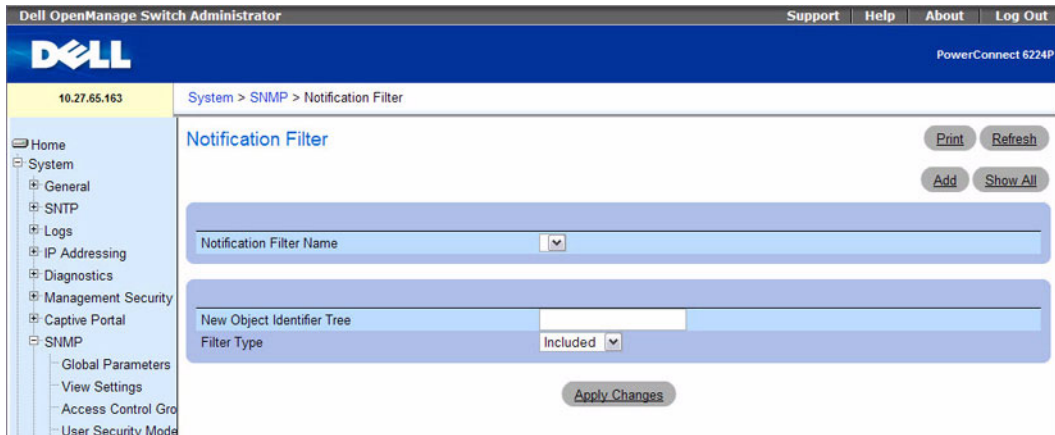 Dell OpenManage Switch Administrator
Support Help About Log Out
DELL
PowerConnect 6224P
10.27.65.163
System > SNMP > Notification Filter
Home
System
General
SNTP
Logs
IP Addressing
Diagnostics
Management Security
Captive Portal
SNMP
Global Parameters
View Settings
Access Control Gro
User Security Mode
Notification Filter
Print Refresh
Add Show All
Notification Filter Name
New Object Identifier Tree
Filter Type Included
Apply Changes